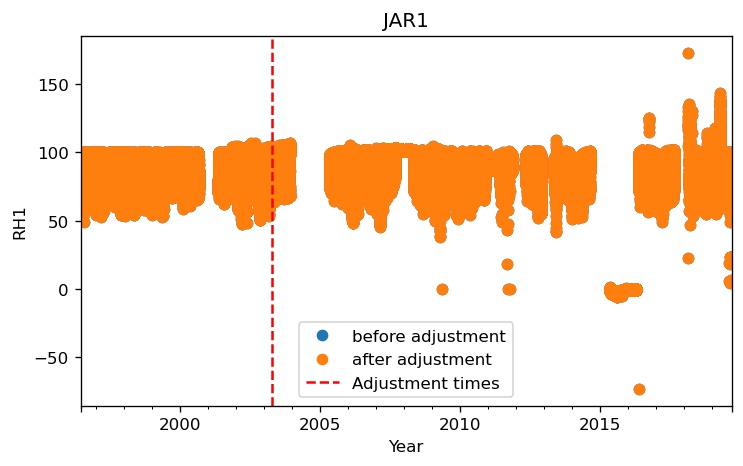 JAR1
150
100
50
0
−50
RH1
before adjustment
after adjustment
Adjustment times
2000
2005
2010
2015
Year